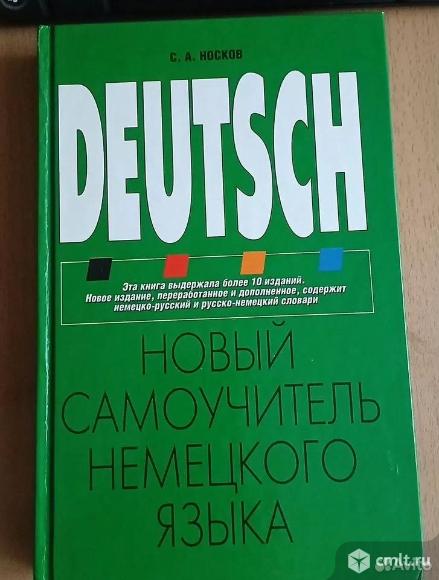 С. А. НОСКОВ
DEUTSCH
Эта книга выдержала более 10 изданий.
Новое издание, переработанное и дополненное, содержит
немецко-русский и русско-немецкий словари
НОВЫЙ
САМОУЧИТЕЛЬ
НЕМЕЦКОГО
ЯЗЫКА
cmlt.ru
Avito